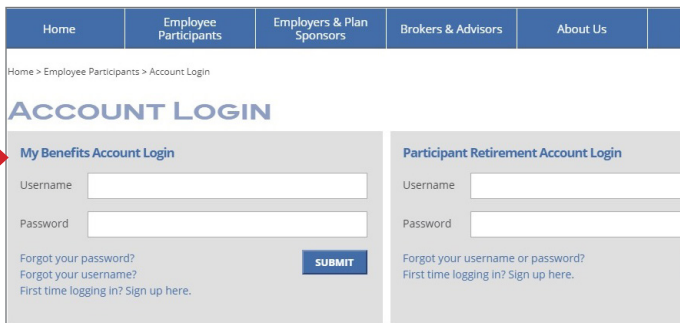 Home
Employee
Participants
Employers & Plan
Sponsors
Brokers & Advisors
About Us
Home > Employee Participants > Account Login
ACCOUNT LOGIN
My Benefits Account Login
Username
Password
Forgot your password?
Forgot your username?
First time logging in? Sign up here.
SUBMIT
Participant Retirement Account Login
Username
Password
Forgot your username or password?
First time logging in? Sign up here.